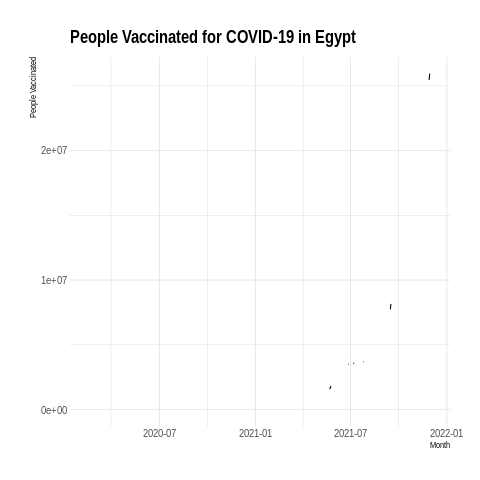 People Vaccinated for COVID-19 in Egypt
People Vaccinated
2e+07
1e+07
0e+00
2020-07 2021-01 2021-07 2022-01
Month